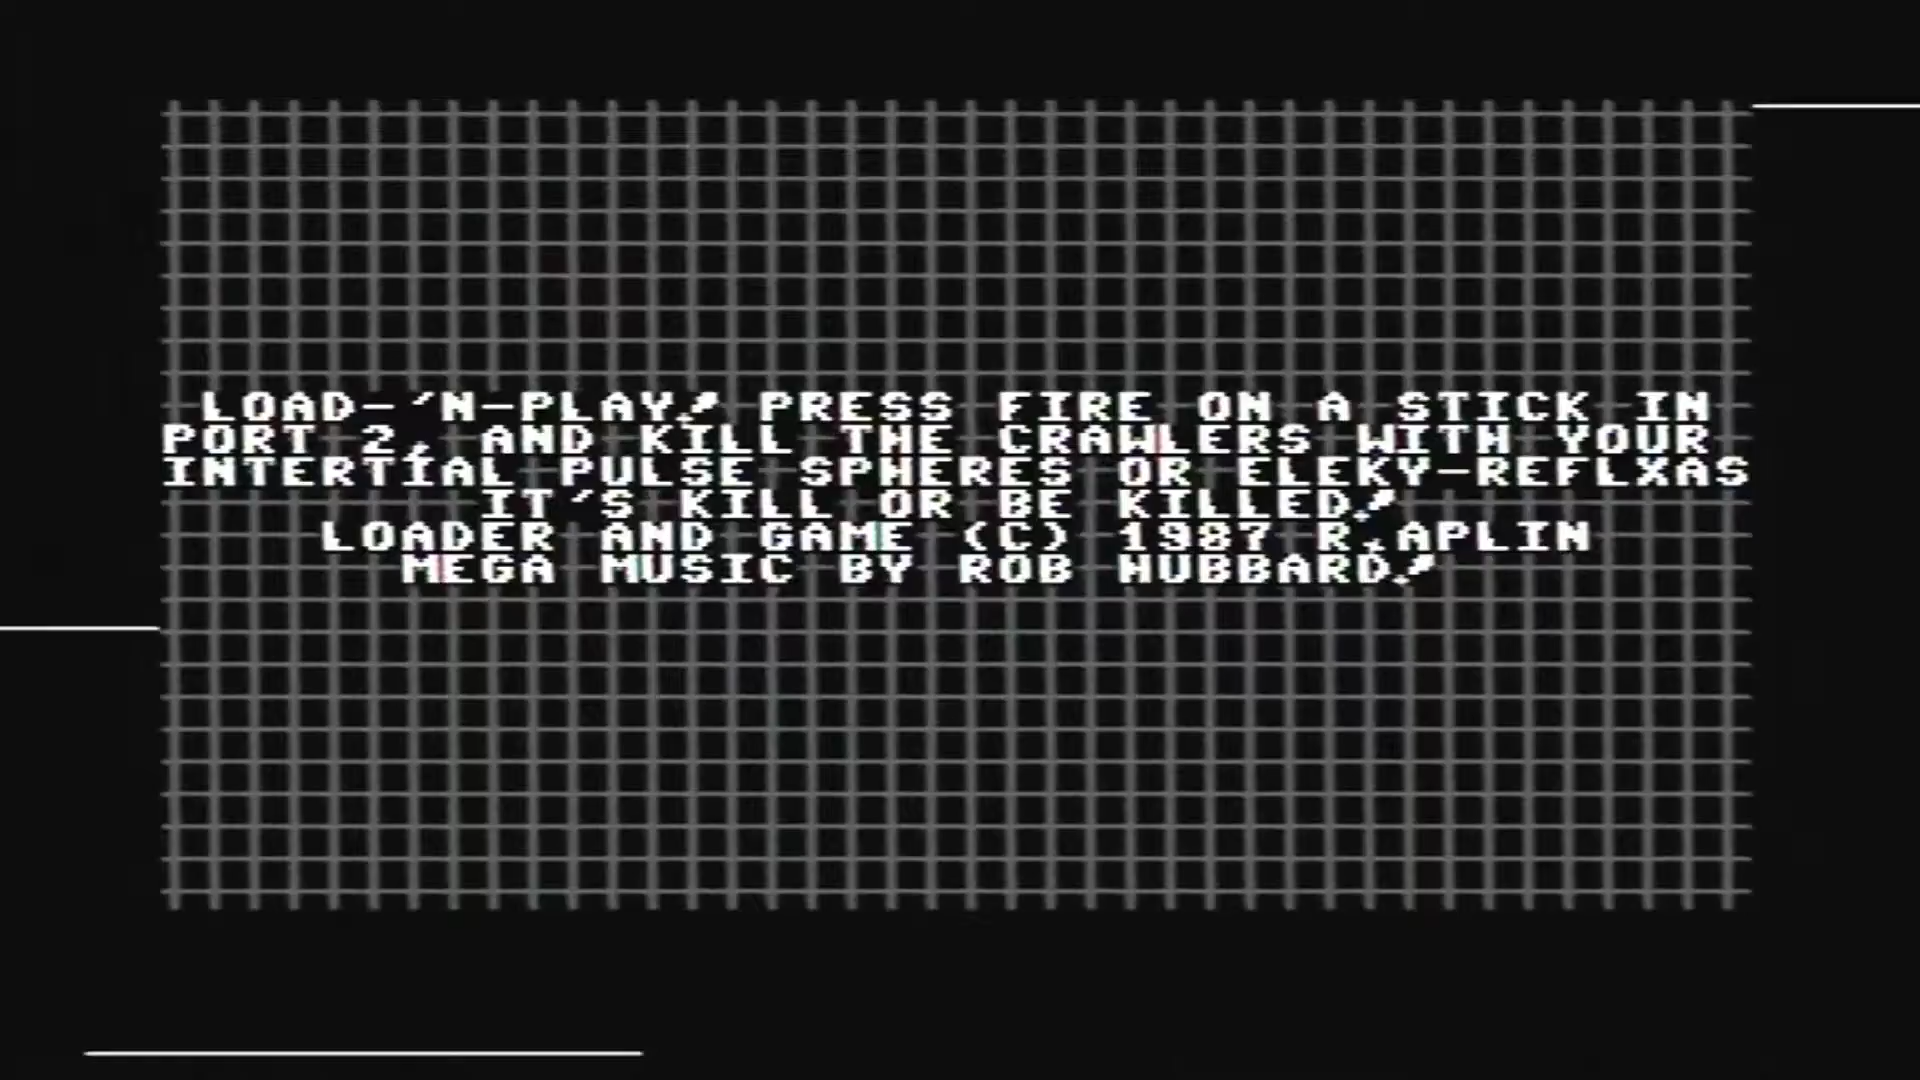 LOAD-'N-PLAY! PRESS FIRE ON A STICK IN
PORT 2, AND KILL THE CRAWLERS WITH YOUR
INTERTIAL PULSE SPHERES OR ELEKY-REFLXAS
IT'S KILL OR BE KILLED!
LOADER AND GAME (C) 1987 R.APLIN
MEGA MUSIC BY ROB HUBBARD!